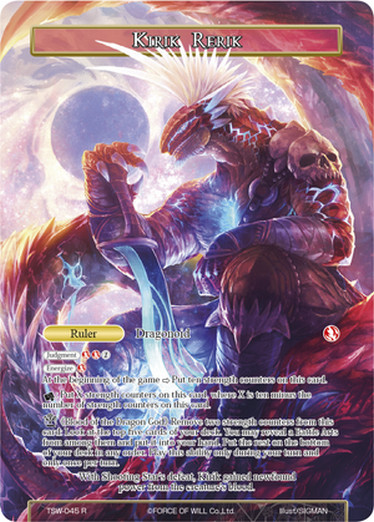 Kirik Rerik
Ruler Dragonoid
Judgment
Energize
At the beginning of the game ⇨ Put ten strength counters on this card.
Put X strength counters on this card, where X is ten minus the
number of strength counters on this card.
(Blood of the Dragon God) Remove two strength counters from this
card: Look at the top five cards of your deck. You may reveal a Battle Arts
from among them and put it into your hand. Put the rest on the bottom
of your deck in any order. Play this ability only during your turn and
only once per turn.
With Shooting Star's defeat, Kirik gained newfound
power from the creature's blood.
TSW-045 R ©FORCE OF WILL Co.,Ltd. Illust/SIGMAN